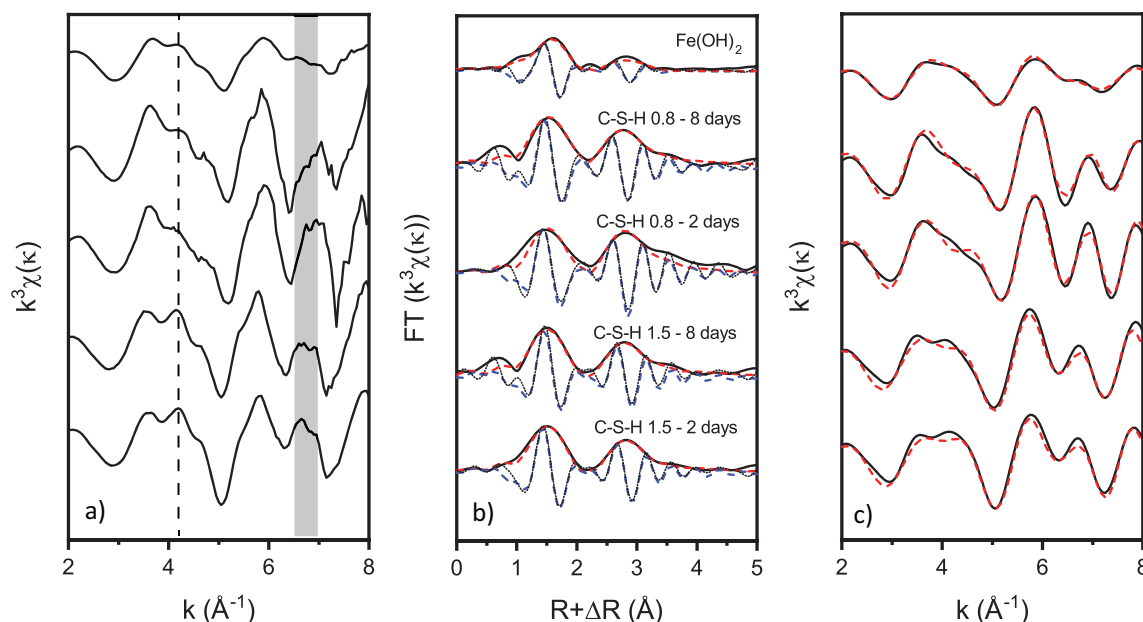 k³χ(κ)
a)
2 4 6 8
k (Å⁻¹)
FT (k³χ(κ))
Fe(OH)₂
C-S-H 0.8 - 8 days
C-S-H 0.8 - 2 days
C-S-H 1.5 - 8 days
C-S-H 1.5 - 2 days
b)
0 1 2 3 4 5
R+ΔR (Å)
k³χ(κ)
c)
2 4 6 8
k (Å⁻¹)